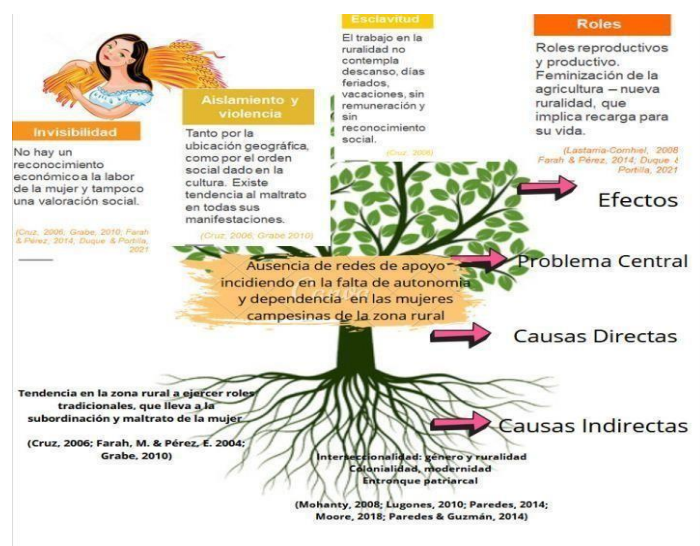 Invisibilidad
No hay un
reconocimiento
económicoa la labor
de la mujer y tampoco
una valoración social.
(Cruz, 2006, Grabe, 2010; Farah
& Pérez, 2014, Duque & Portilla,
2021
Aislamiento y
violencia
Tanto por la
ubicación geográfica,
como por el orden
social dado en la
cultura. Existe
tendencia al maltrato
en todas sus
manifestaciones.
(Cruz, 2006, Grabe 2010)
Esclavitud
El trabajo en la
ruralidad no
contempla
descanso, días
feriados,
vacaciones, sin
remuneración y
sin
reconocimiento
social.
(Cruz, 2006)
Roles
Roles reproductivos
y productivo.
Feminización de la
agricultura – nueva
ruralidad, que
implica recarga para
su vida.
(Lastarria-Cornhiel, 2008
Farah & Pérez, 2014; Duque &
Portilla, 2021
Efectos
Ausencia de redes de apoyo
incidiendo en la falta de autonomía
y dependencia en las mujeres
campesinas de la zona rural
Problema Central
Causas Directas
Tendencia en la zona rural a ejercer roles
tradicionales, que lleva a la
subordinación y maltrato de la mujer
(Cruz, 2006; Farah, M. & Pérez, E. 2004;
Grabe, 2010)
Causas Indirectas
Interseccionalidad: género y ruralidad
Colonialidad, modernidad
Entronque patriarcal
(Mohanty, 2008; Lugones, 2010; Paredes, 2014;
Moore, 2018; Paredes & Guzmán, 2014)